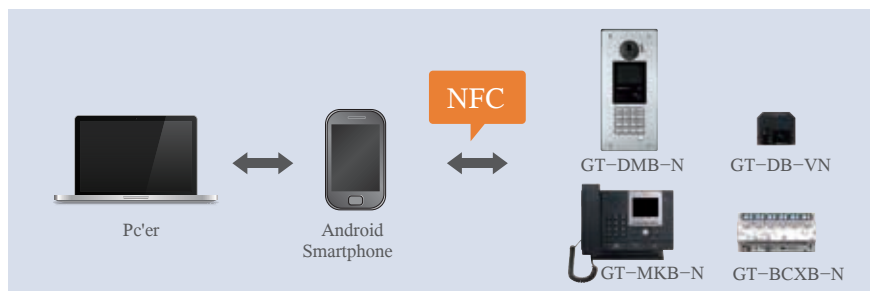 NFC
GT-DMB-N
GT-DB-VN
Pc'er
Android
Smartphone
GT-MKB-N
GT-BCXB-N